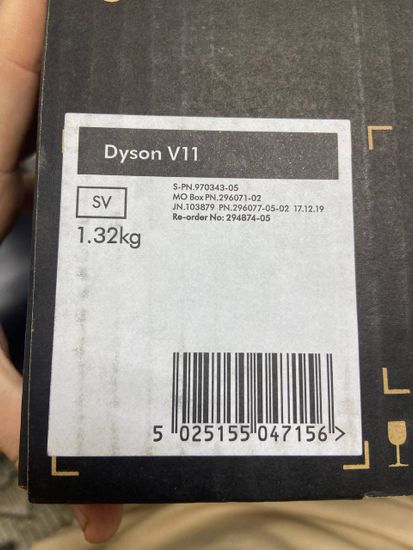 Dyson V11
SV
1.32kg
S-PN.970343-05
MO Box PN.296071-02
JN.103879 PN.296077-05-02 17.12.19
Re-order No: 294874-05
5 025155 047156>